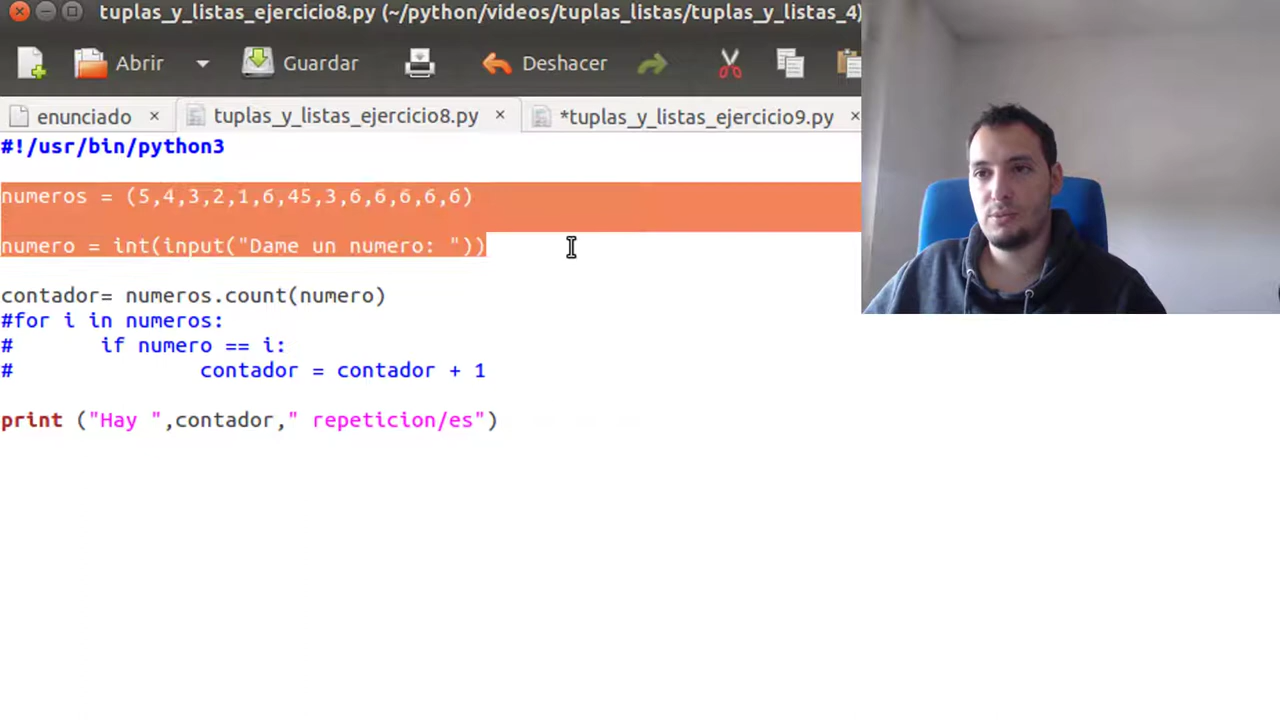 tuplas_y_listas_ejercicio8.py (~/python/videos/tuplas_listas/tuplas_y_listas_4)
Abrir Guardar Deshacer
enunciado × tuplas_y_listas_ejercicio8.py × *tuplas_y_listas_ejercicio9.py ×
#!/usr/bin/python3
numeros = (5,4,3,2,1,6,45,3,6,6,6,6,6)
numero = int(input("Dame un numero: "))
contador= numeros.count(numero)
#for i in numeros:
# if numero == i:
# contador = contador + 1
print ("Hay ",contador," repeticion/es")